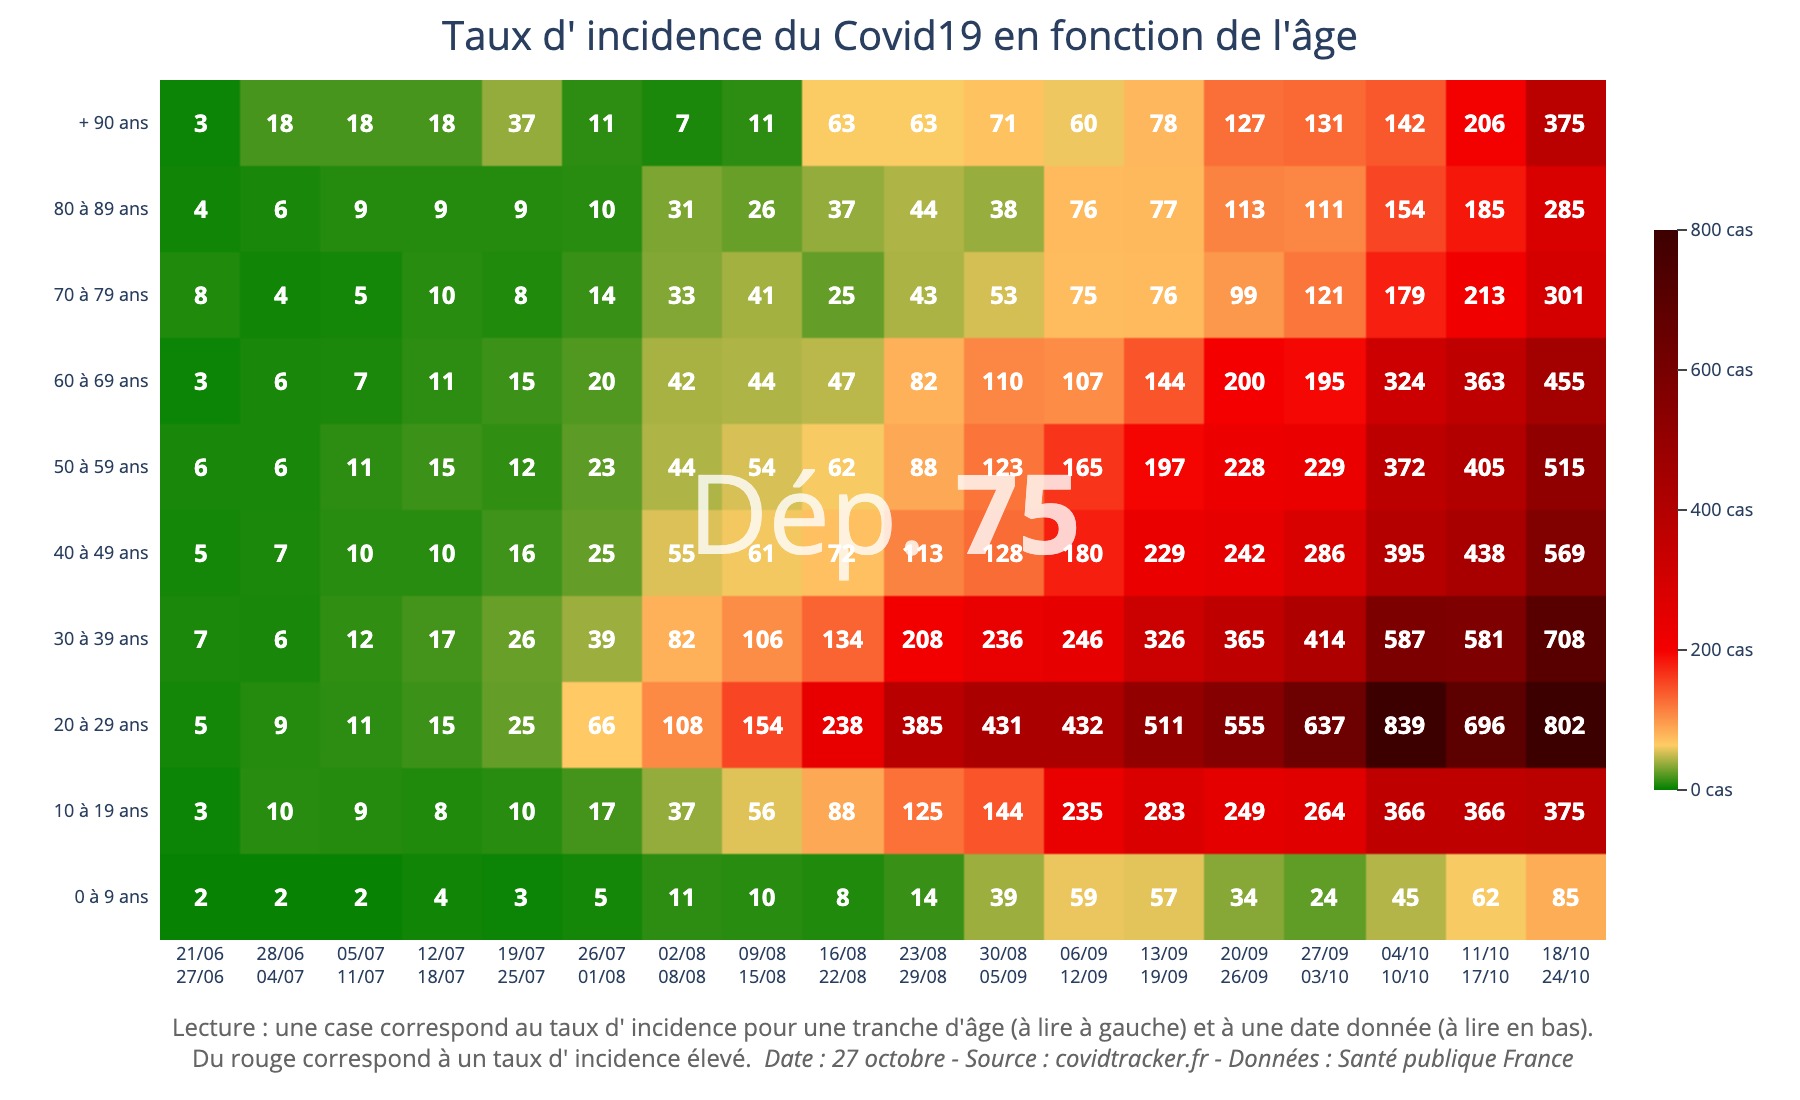 Taux d' incidence du Covid19 en fonction de l'âge
+ 90 ans 3 18 18 18 37 11 7 11 63 63 71 60 78 127 131 142 206 375
80 à 89 ans 4 6 9 9 9 10 31 26 37 44 38 76 77 113 111 154 185 285
70 à 79 ans 8 4 5 10 8 14 33 41 25 43 53 75 76 99 121 179 213 301
60 à 69 ans 3 6 7 11 15 20 42 44 47 82 110 107 144 200 195 324 363 455
50 à 59 ans 6 6 11 15 12 23 44 54 62 88 123 165 197 228 229 372 405 515
Dép. 75
40 à 49 ans 5 7 10 10 16 25 55 61 72 113 128 180 229 242 286 395 438 569
30 à 39 ans 7 6 12 17 26 39 82 106 134 208 236 246 326 365 414 587 581 708
20 à 29 ans 5 9 11 15 25 66 108 154 238 385 431 432 511 555 637 839 696 802
10 à 19 ans 3 10 9 8 10 17 37 56 88 125 144 235 283 249 264 366 366 375
0 à 9 ans 2 2 2 4 3 5 11 10 8 14 39 59 57 34 24 45 62 85
21/06 28/06 05/07 12/07 19/07 26/07 02/08 09/08 16/08 23/08 30/08 06/09 13/09 20/09 27/09 04/10 11/10 18/10
27/06 04/07 11/07 18/07 25/07 01/08 08/08 15/08 22/08 29/08 05/09 12/09 19/09 26/09 03/10 10/10 17/10 24/10
800 cas
600 cas
400 cas
200 cas
0 cas
Lecture : une case correspond au taux d' incidence pour une tranche d'âge (à lire à gauche) et à une date donnée (à lire en bas).
Du rouge correspond à un taux d' incidence élevé. Date : 27 octobre - Source : covidtracker.fr - Données : Santé publique France